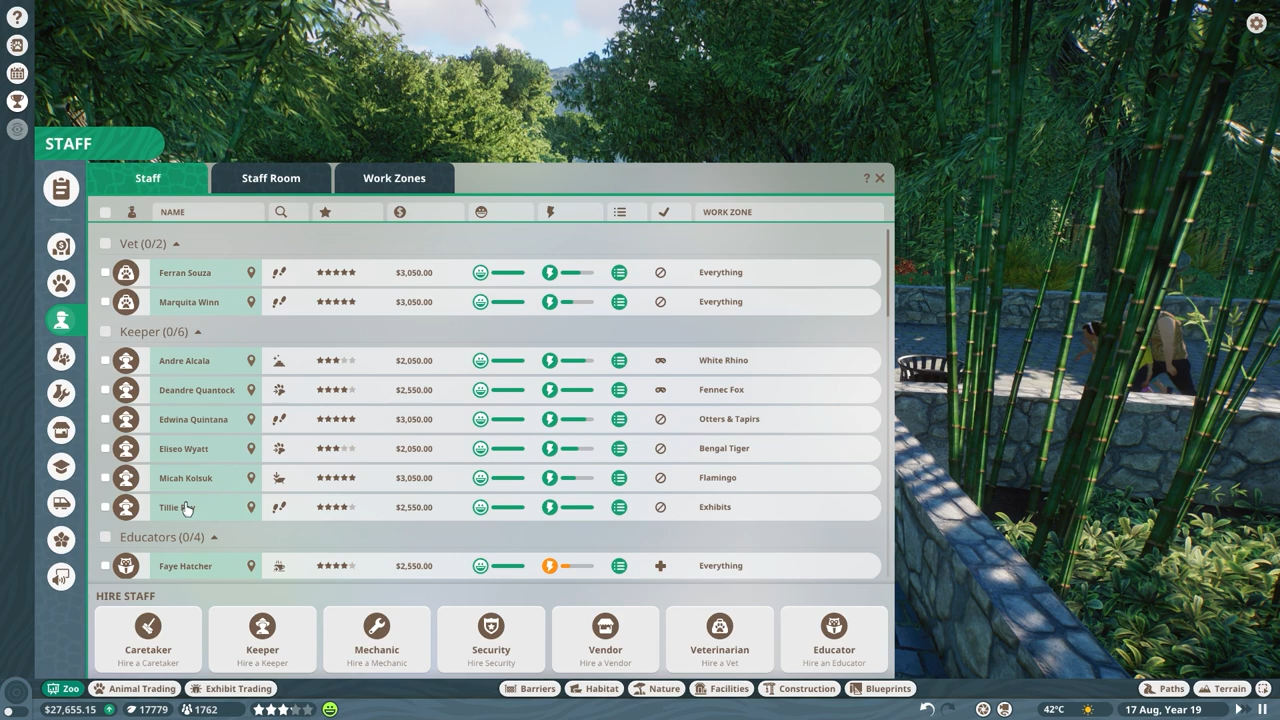 STAFF
Staff
Staff Room
Work Zones
?
NAME
WORK ZONE
Vet (0/2)
Ferran Souza $3,050.00 Everything
Marquita Winn $3,050.00 Everything
Keeper (0/6)
Andre Alcala $2,050.00 White Rhino
Deandre Quantock $2,550.00 Fennec Fox
Edwina Quintana $3,050.00 Otters & Tapirs
Eliseo Wyatt $2,050.00 Bengal Tiger
Micah Kolsuk $3,050.00 Flamingo
Tillie $2,550.00 Exhibits
Educators (0/4)
Faye Hatcher $2,550.00 Everything
HIRE STAFF
Caretaker
Hire a Caretaker
Keeper
Hire a Keeper
Mechanic
Hire a Mechanic
Security
Hire Security
Vendor
Hire a Vendor
Veterinarian
Hire a Vet
Educator
Hire an Educator
Zoo
Animal Trading
Exhibit Trading
Barriers
Habitat
Nature
Facilities
Construction
Blueprints
Paths
Terrain
$27,655.15
17779
1762
42°C
17 Aug, Year 19